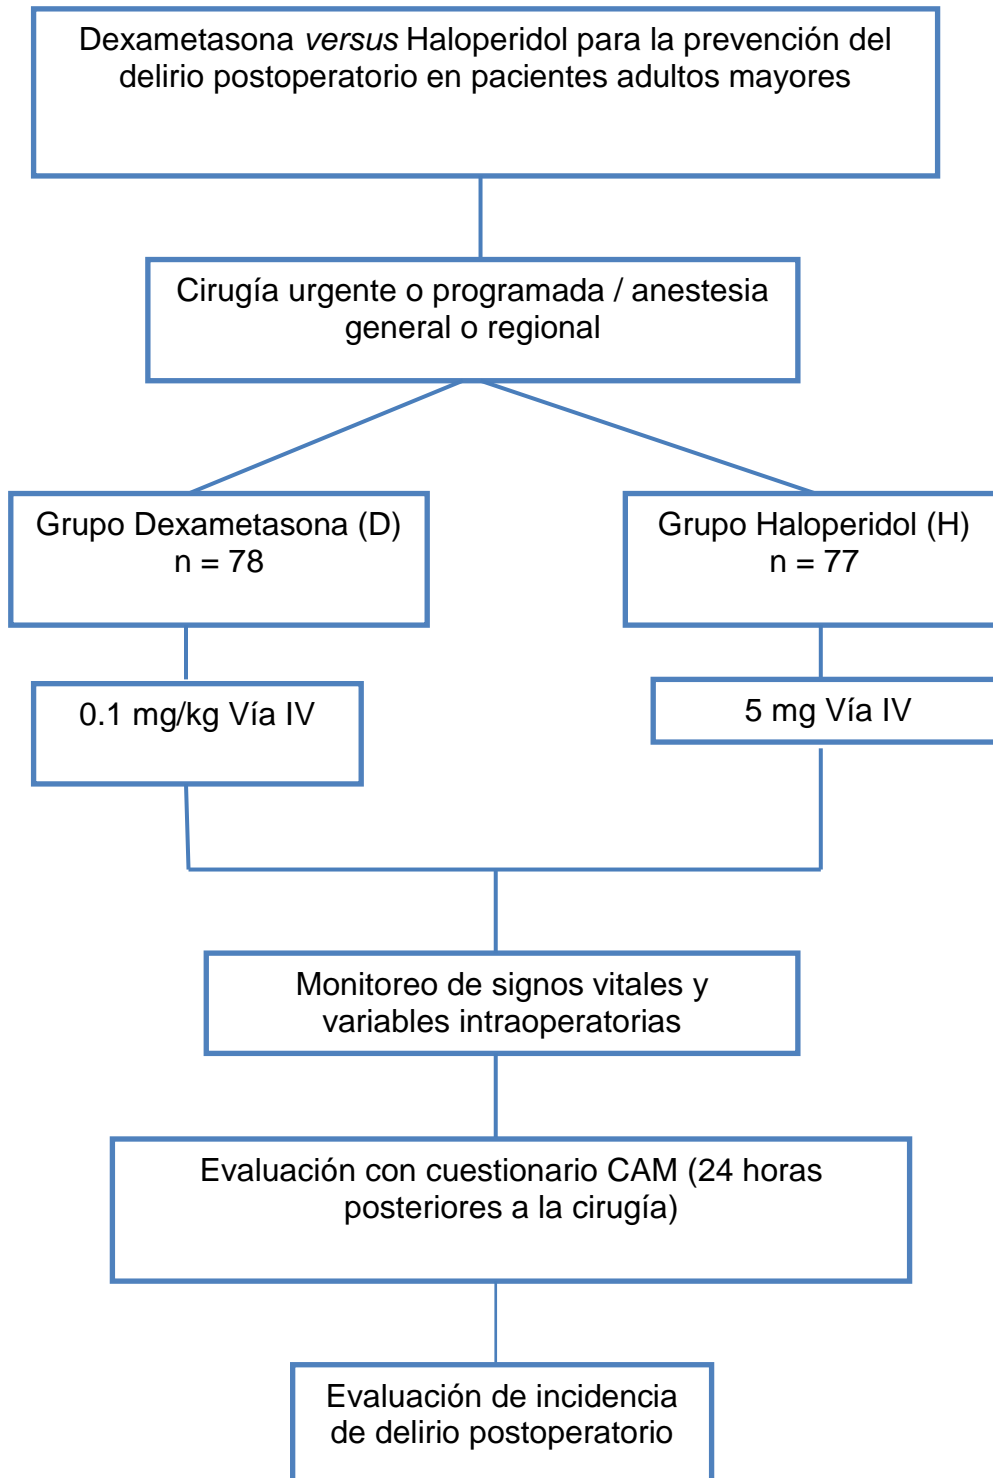 Dexametasona versus Haloperidol para la prevención del
delirio postoperatorio en pacientes adultos mayores
Cirugía urgente o programada / anestesia
general o regional
Grupo Dexametasona (D)
n = 78
Grupo Haloperidol (H)
n = 77
0.1 mg/kg Vía IV
5 mg Vía IV
Monitoreo de signos vitales y
variables intraoperatorias
Evaluación con cuestionario CAM (24 horas
posteriores a la cirugía)
Evaluación de incidencia
de delirio postoperatorio